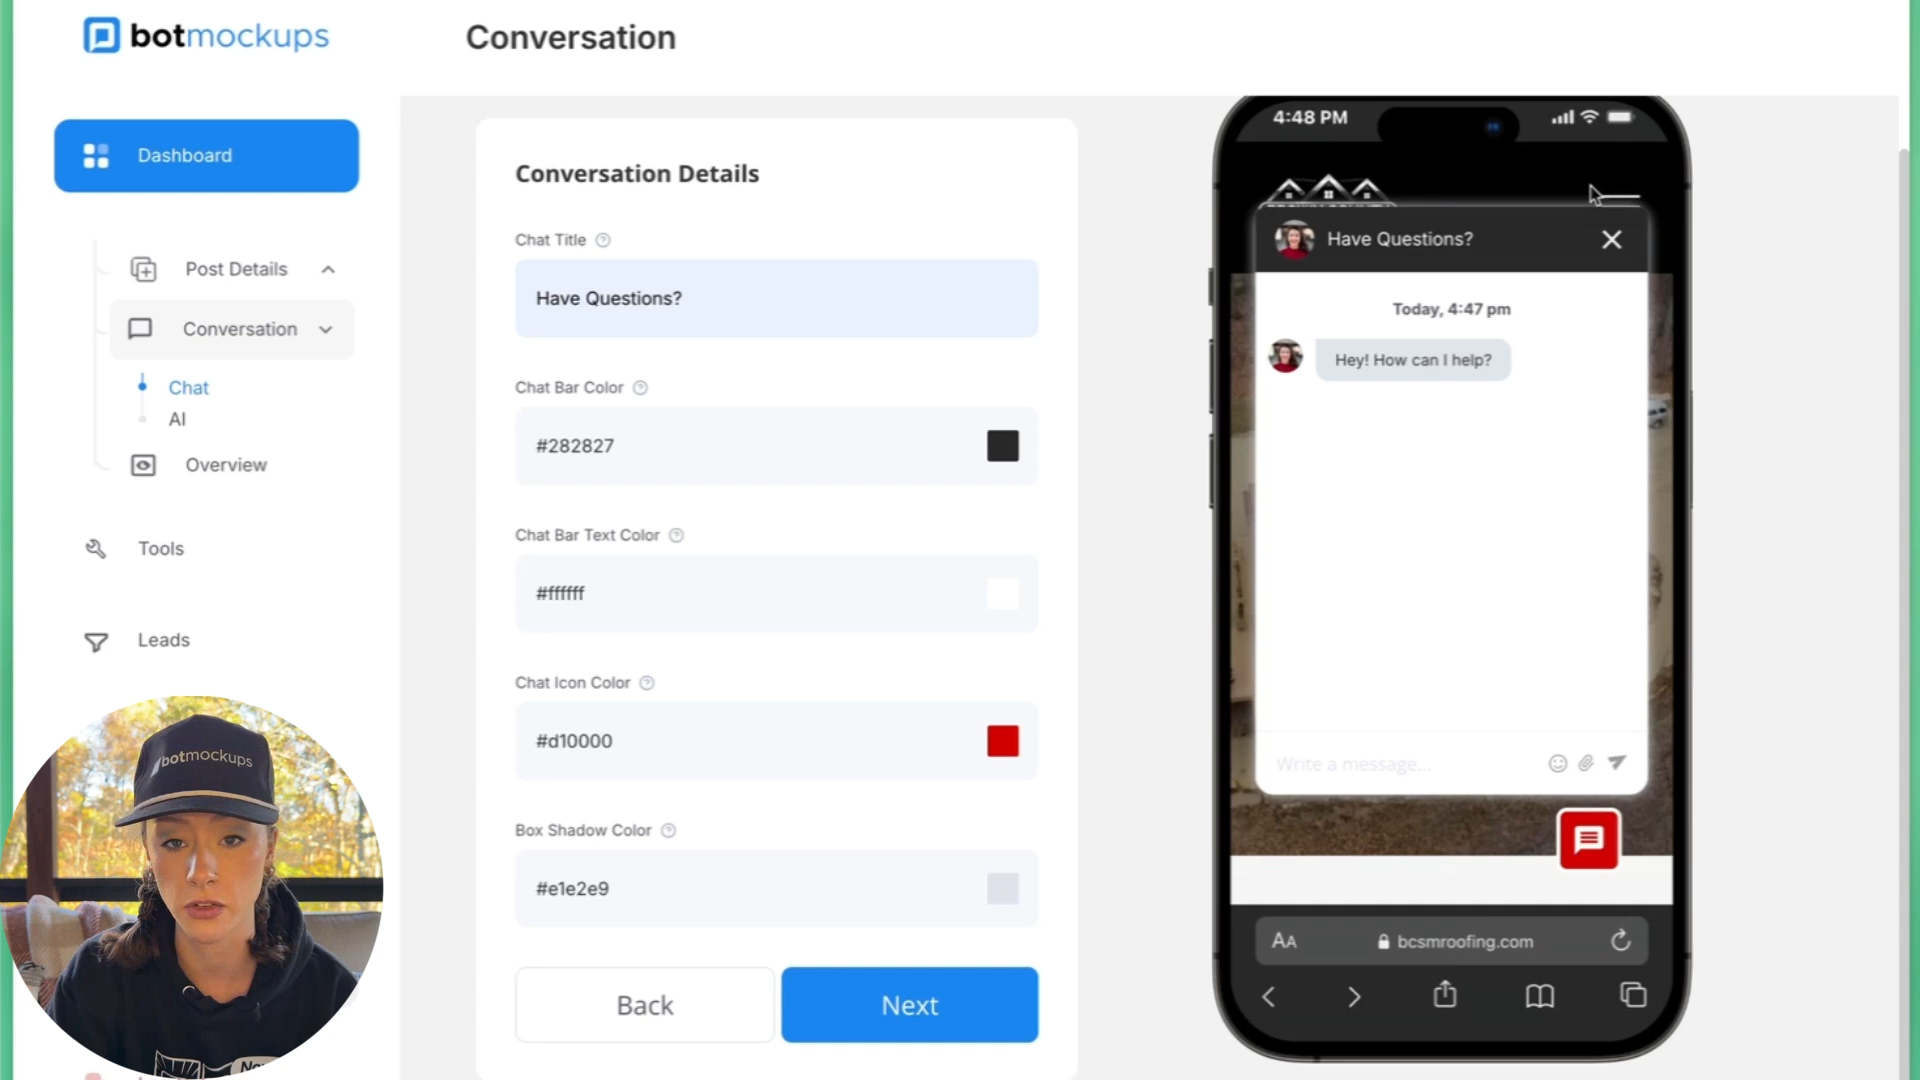 botmockups
Conversation
Dashboard
Post Details
Conversation
Chat
AI
Overview
Tools
Leads
botmockups
Conversation Details
Chat Title
Have Questions?
Chat Bar Color
#282827
Chat Bar Text Color
#ffffff
Chat Icon Color
#d10000
Box Shadow Color
#e1e2e9
Back
Next
4:48 PM
Have Questions?
Today, 4:47 pm
Hey! How can I help?
Write a message...
AA
bcsmroofing.com